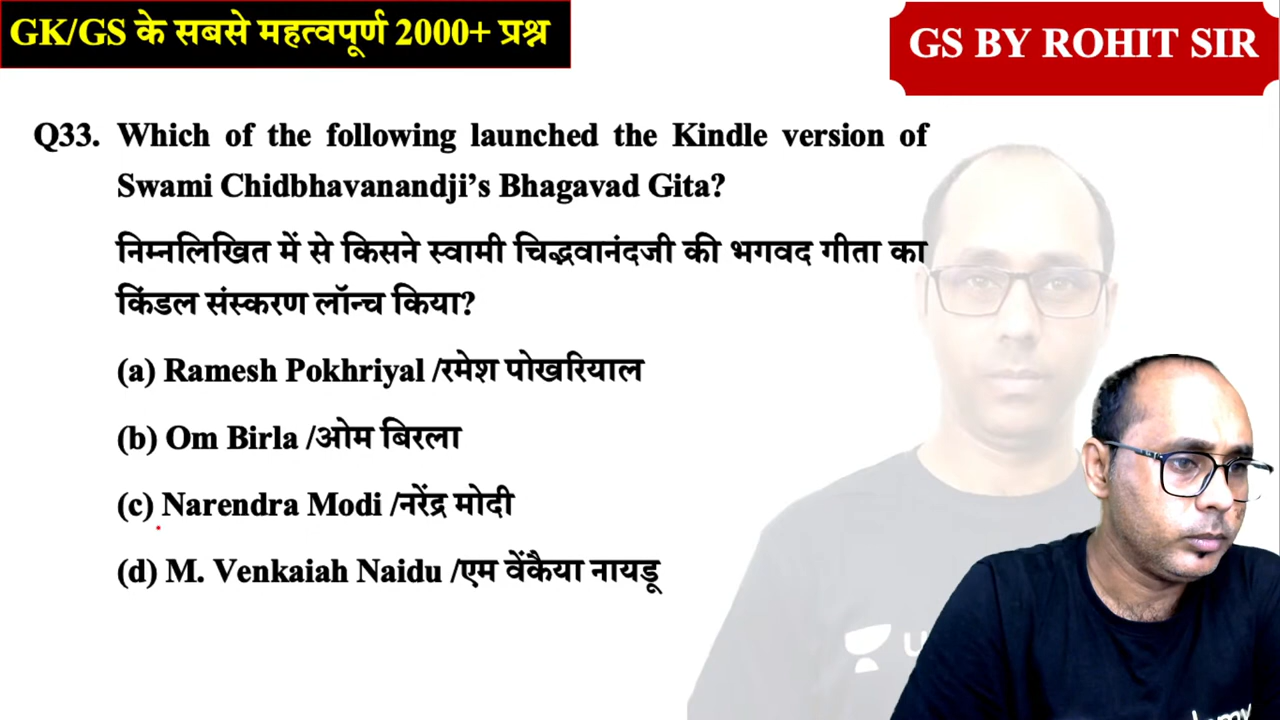 GK/GS के सबसे महत्वपूर्ण 2000+ प्रश्न
GS BY ROHIT SIR
Q33. Which of the following launched the Kindle version of
Swami Chidbhavanandji’s Bhagavad Gita?
निम्नलिखित में से किसने स्वामी चिद्भवानंदजी की भगवद गीता का
किंडल संस्करण लॉन्च किया?
(a) Ramesh Pokhriyal /रमेश पोखरियाल
(b) Om Birla /ओम बिरला
(c) Narendra Modi /नरेंद्र मोदी
(d) M. Venkaiah Naidu /एम वेंकैया नायडू